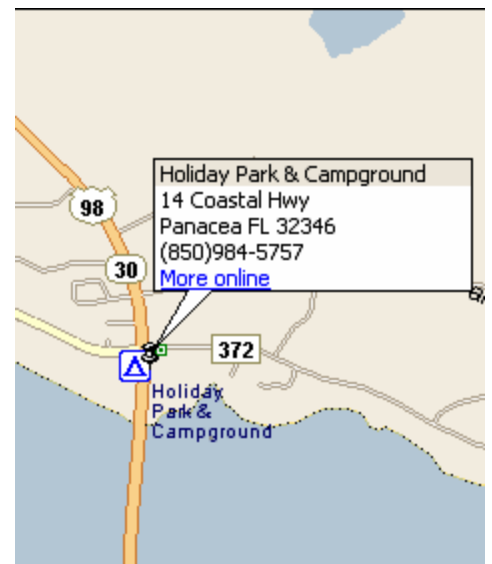 98
Holiday Park & Campground
14 Coastal Hwy
Panacea FL 32346
(850)984-5757
More online
30
372
Holiday
Park &
Campground